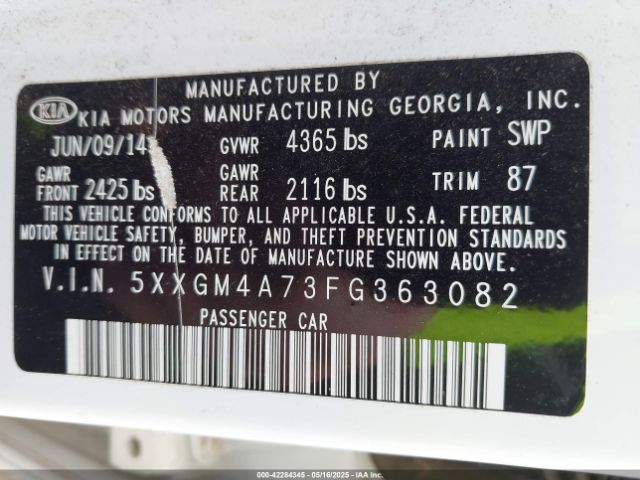 MANUFACTURED BY
KIA KIA MOTORS MANUFACTURING GEORGIA, INC.
JUN/09/14 GVWR 4365 lbs PAINT SWP
GAWR FRONT 2425 lbs GAWR REAR 2116 lbs TRIM 87
THIS VEHICLE CONFORMS TO ALL APPLICABLE U.S.A. FEDERAL
MOTOR VEHICLE SAFETY, BUMPER, AND THEFT PREVENTION STANDARDS
IN EFFECT ON THE DATE OF MANUFACTURE SHOWN ABOVE.
V.I.N. 5XXGM4A73FG363082
PASSENGER CAR
000-42284345 - 05/16/2025 - IAA Inc.